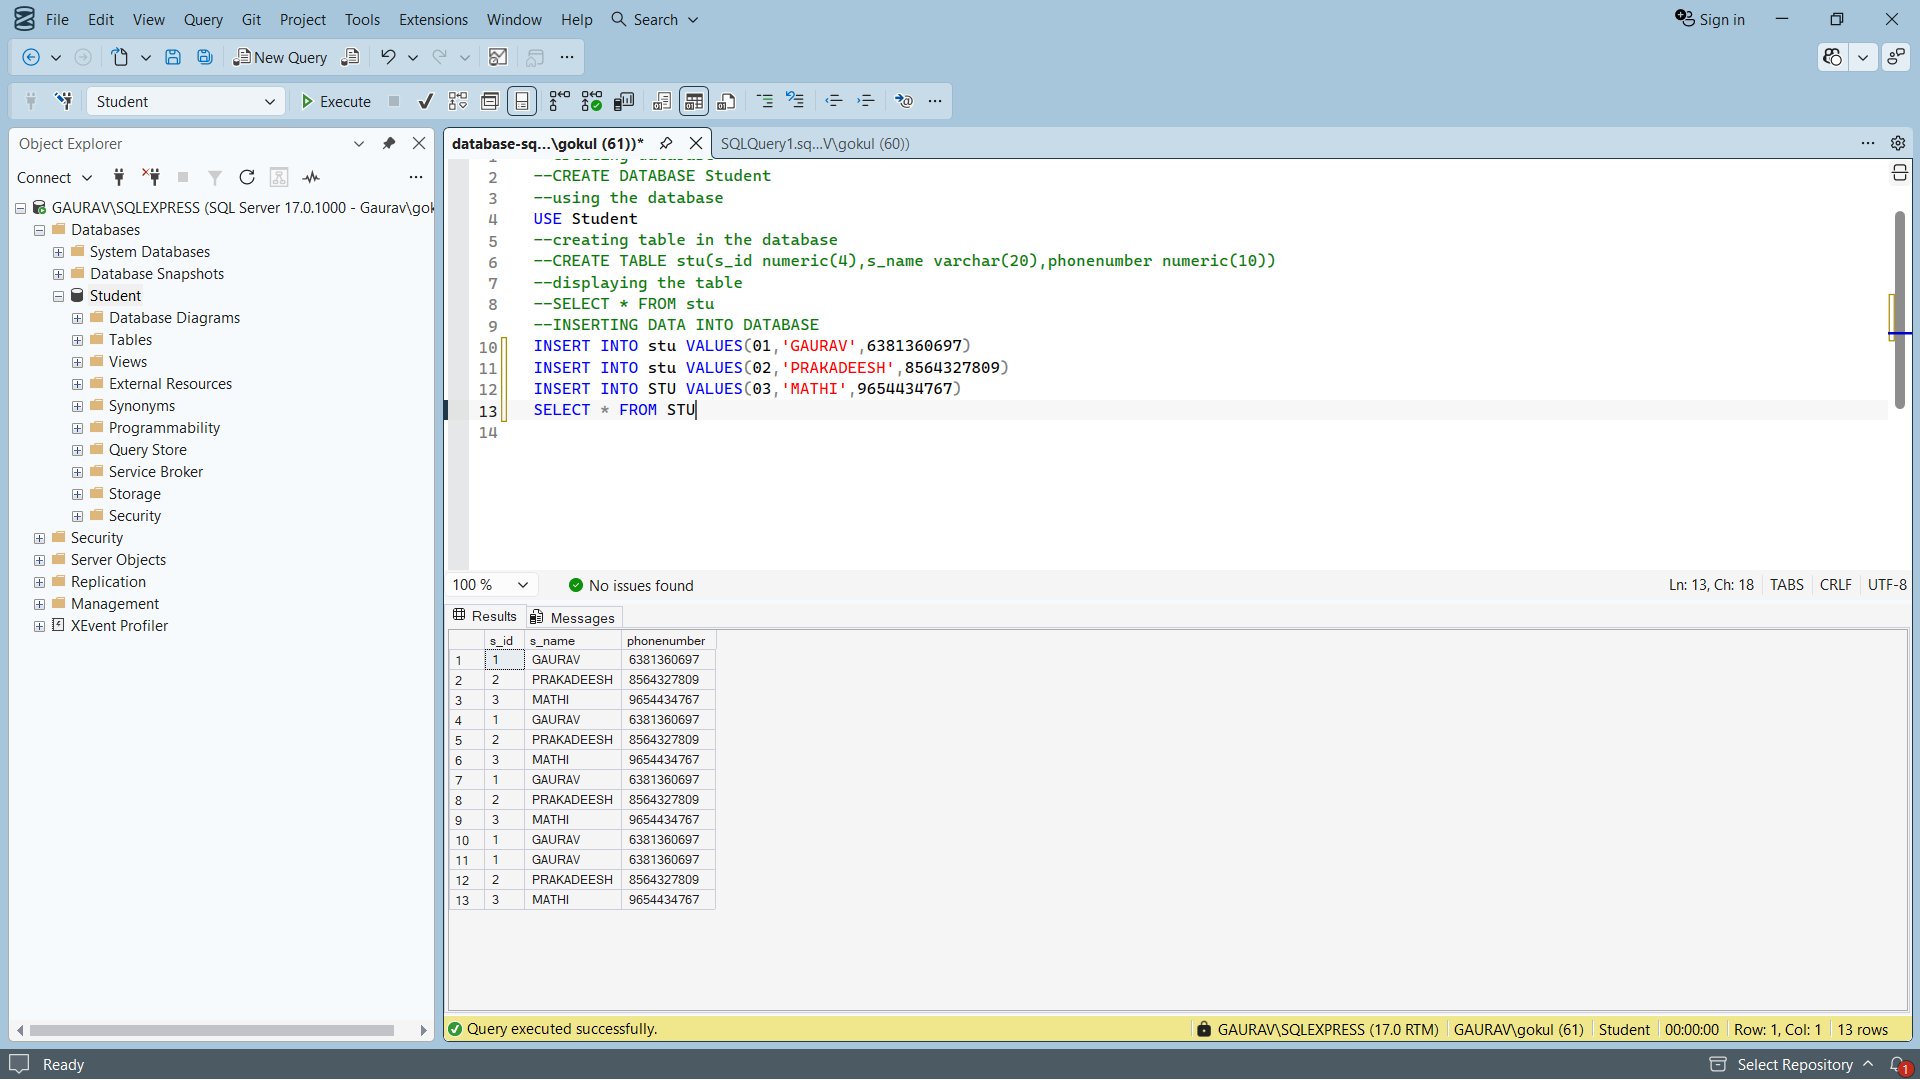 File Edit View Query Git Project Tools Extensions Window Help Search Sign in
New Query
Student Execute
Object Explorer
Connect
GAURAV\SQLEXPRESS (SQL Server 17.0.1000 - Gaurav\gok
Databases
System Databases
Database Snapshots
Student
Database Diagrams
Tables
Views
External Resources
Synonyms
Programmability
Query Store
Service Broker
Storage
Security
Security
Server Objects
Replication
Management
XEvent Profiler
database-sq...\gokul (61))* SQLQuery1.sq...V\gokul (60))
1 --creating database
2 --CREATE DATABASE Student
3 --using the database
4 USE Student
5 --creating table in the database
6 --CREATE TABLE stu(s_id numeric(4),s_name varchar(20),phonenumber numeric(10))
7 --displaying the table
8 --SELECT * FROM stu
9 --INSERTING DATA INTO DATABASE
10 INSERT INTO stu VALUES(01,'GAURAV',6381360697)
11 INSERT INTO stu VALUES(02,'PRAKADEESH',8564327809)
12 INSERT INTO STU VALUES(03,'MATHI',9654434767)
13 SELECT * FROM STU
14
100 % No issues found Ln: 13, Ch: 18 TABS CRLF UTF-8
Results Messages
s_id s_name phonenumber
1 1 GAURAV 6381360697
2 2 PRAKADEESH 8564327809
3 3 MATHI 9654434767
4 1 GAURAV 6381360697
5 2 PRAKADEESH 8564327809
6 3 MATHI 9654434767
7 1 GAURAV 6381360697
8 2 PRAKADEESH 8564327809
9 3 MATHI 9654434767
10 1 GAURAV 6381360697
11 1 GAURAV 6381360697
12 2 PRAKADEESH 8564327809
13 3 MATHI 9654434767
Query executed successfully. GAURAV\SQLEXPRESS (17.0 RTM) GAURAV\gokul (61) Student 00:00:00 Row: 1, Col: 1 13 rows
Ready Select Repository 1